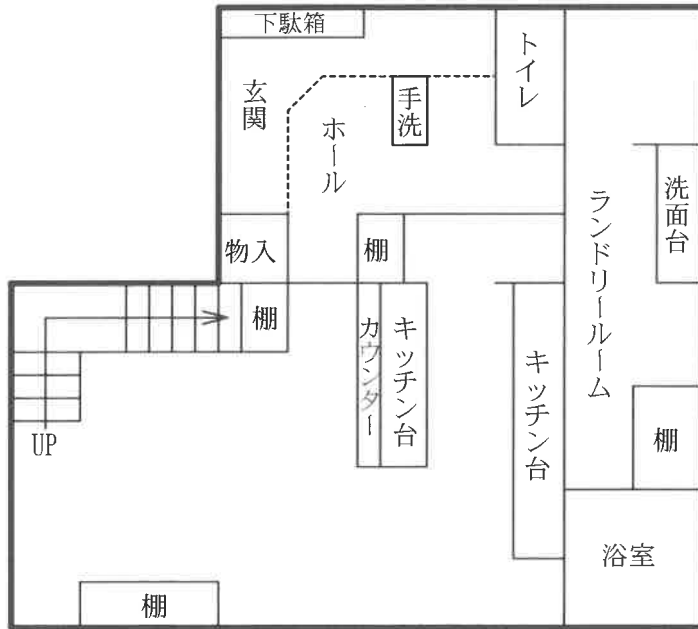 下駄箱
トイレ
玄関
手洗
ホール
洗面台
ランドリールーム
物入
棚
棚
カウンター
キッチン台
キッチン台
棚
UP
浴室
棚